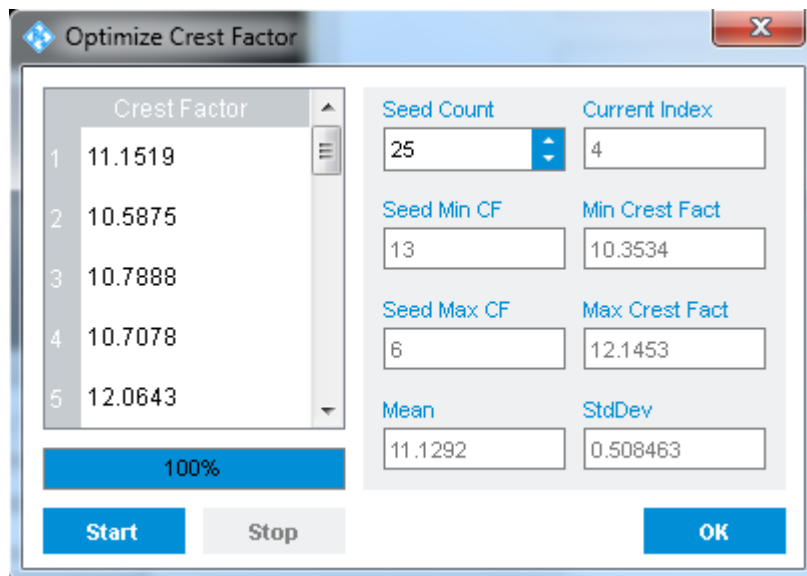 Optimize Crest Factor
Crest Factor
1 11.1519
2 10.5875
3 10.7888
4 10.7078
5 12.0643
100%
Start Stop
Seed Count Current Index
25 4
Seed Min CF Min Crest Fact
13 10.3534
Seed Max CF Max Crest Fact
6 12.1453
Mean StdDev
11.1292 0.508463
OK